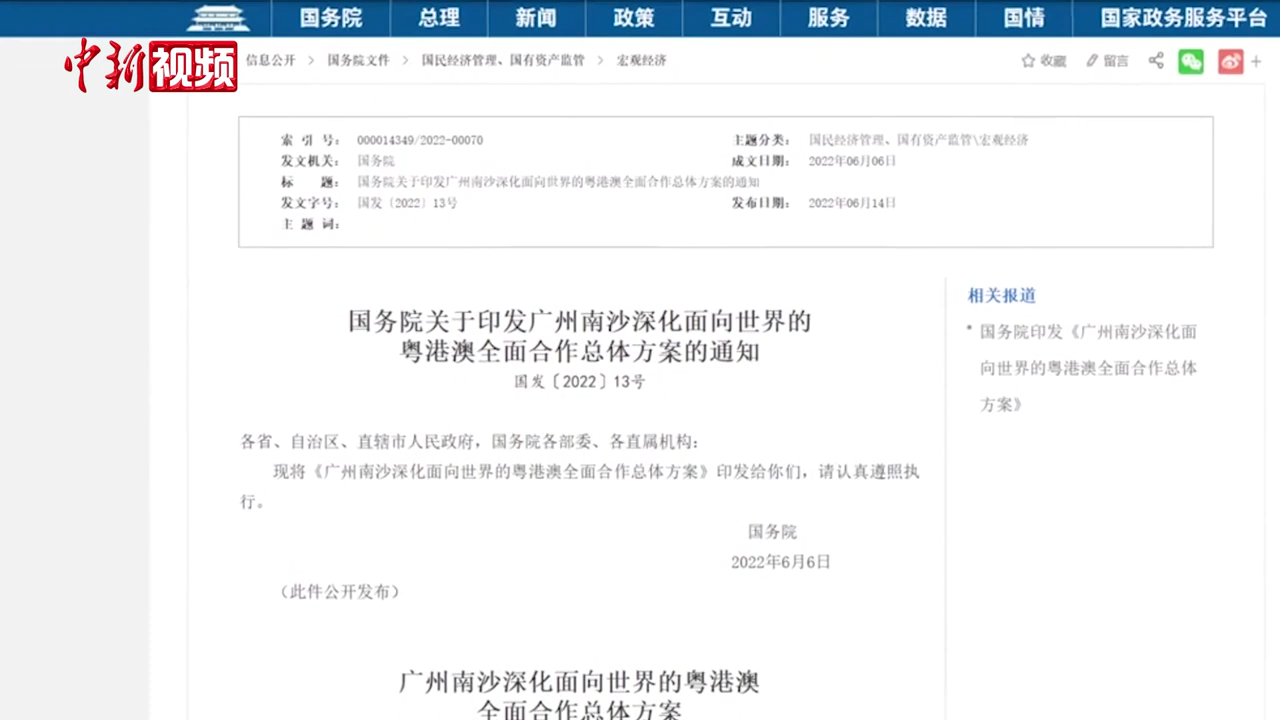 国务院 总理 新闻 政策 互动 服务 数据 国情 国家政务服务平台
中新视频
信息公开 > 国务院文件 > 国民经济管理、国有资产监管 > 宏观经济 收藏 留言
索 引 号： 000014349/2022-00070 主题分类： 国民经济管理、国有资产监管\宏观经济
发文机关： 国务院 成文日期： 2022年06月06日
标 题： 国务院关于印发广州南沙深化面向世界的粤港澳全面合作总体方案的通知
发文字号： 国发〔2022〕13号 发布日期： 2022年06月14日
主 题 词：
国务院关于印发广州南沙深化面向世界的
粤港澳全面合作总体方案的通知
国发〔2022〕13号
各省、自治区、直辖市人民政府，国务院各部委、各直属机构：
现将《广州南沙深化面向世界的粤港澳全面合作总体方案》印发给你们，请认真遵照执
行。
国务院
2022年6月6日
（此件公开发布）
广州南沙深化面向世界的粤港澳
全面合作总体方案
相关报道
国务院印发《广州南沙深化面
向世界的粤港澳全面合作总体
方案》